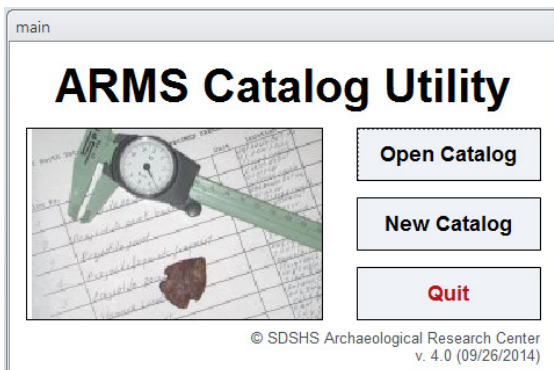 main
ARMS Catalog Utility
Open Catalog
New Catalog
Quit
© SDSHS Archaeological Research Center
v. 4.0 (09/26/2014)